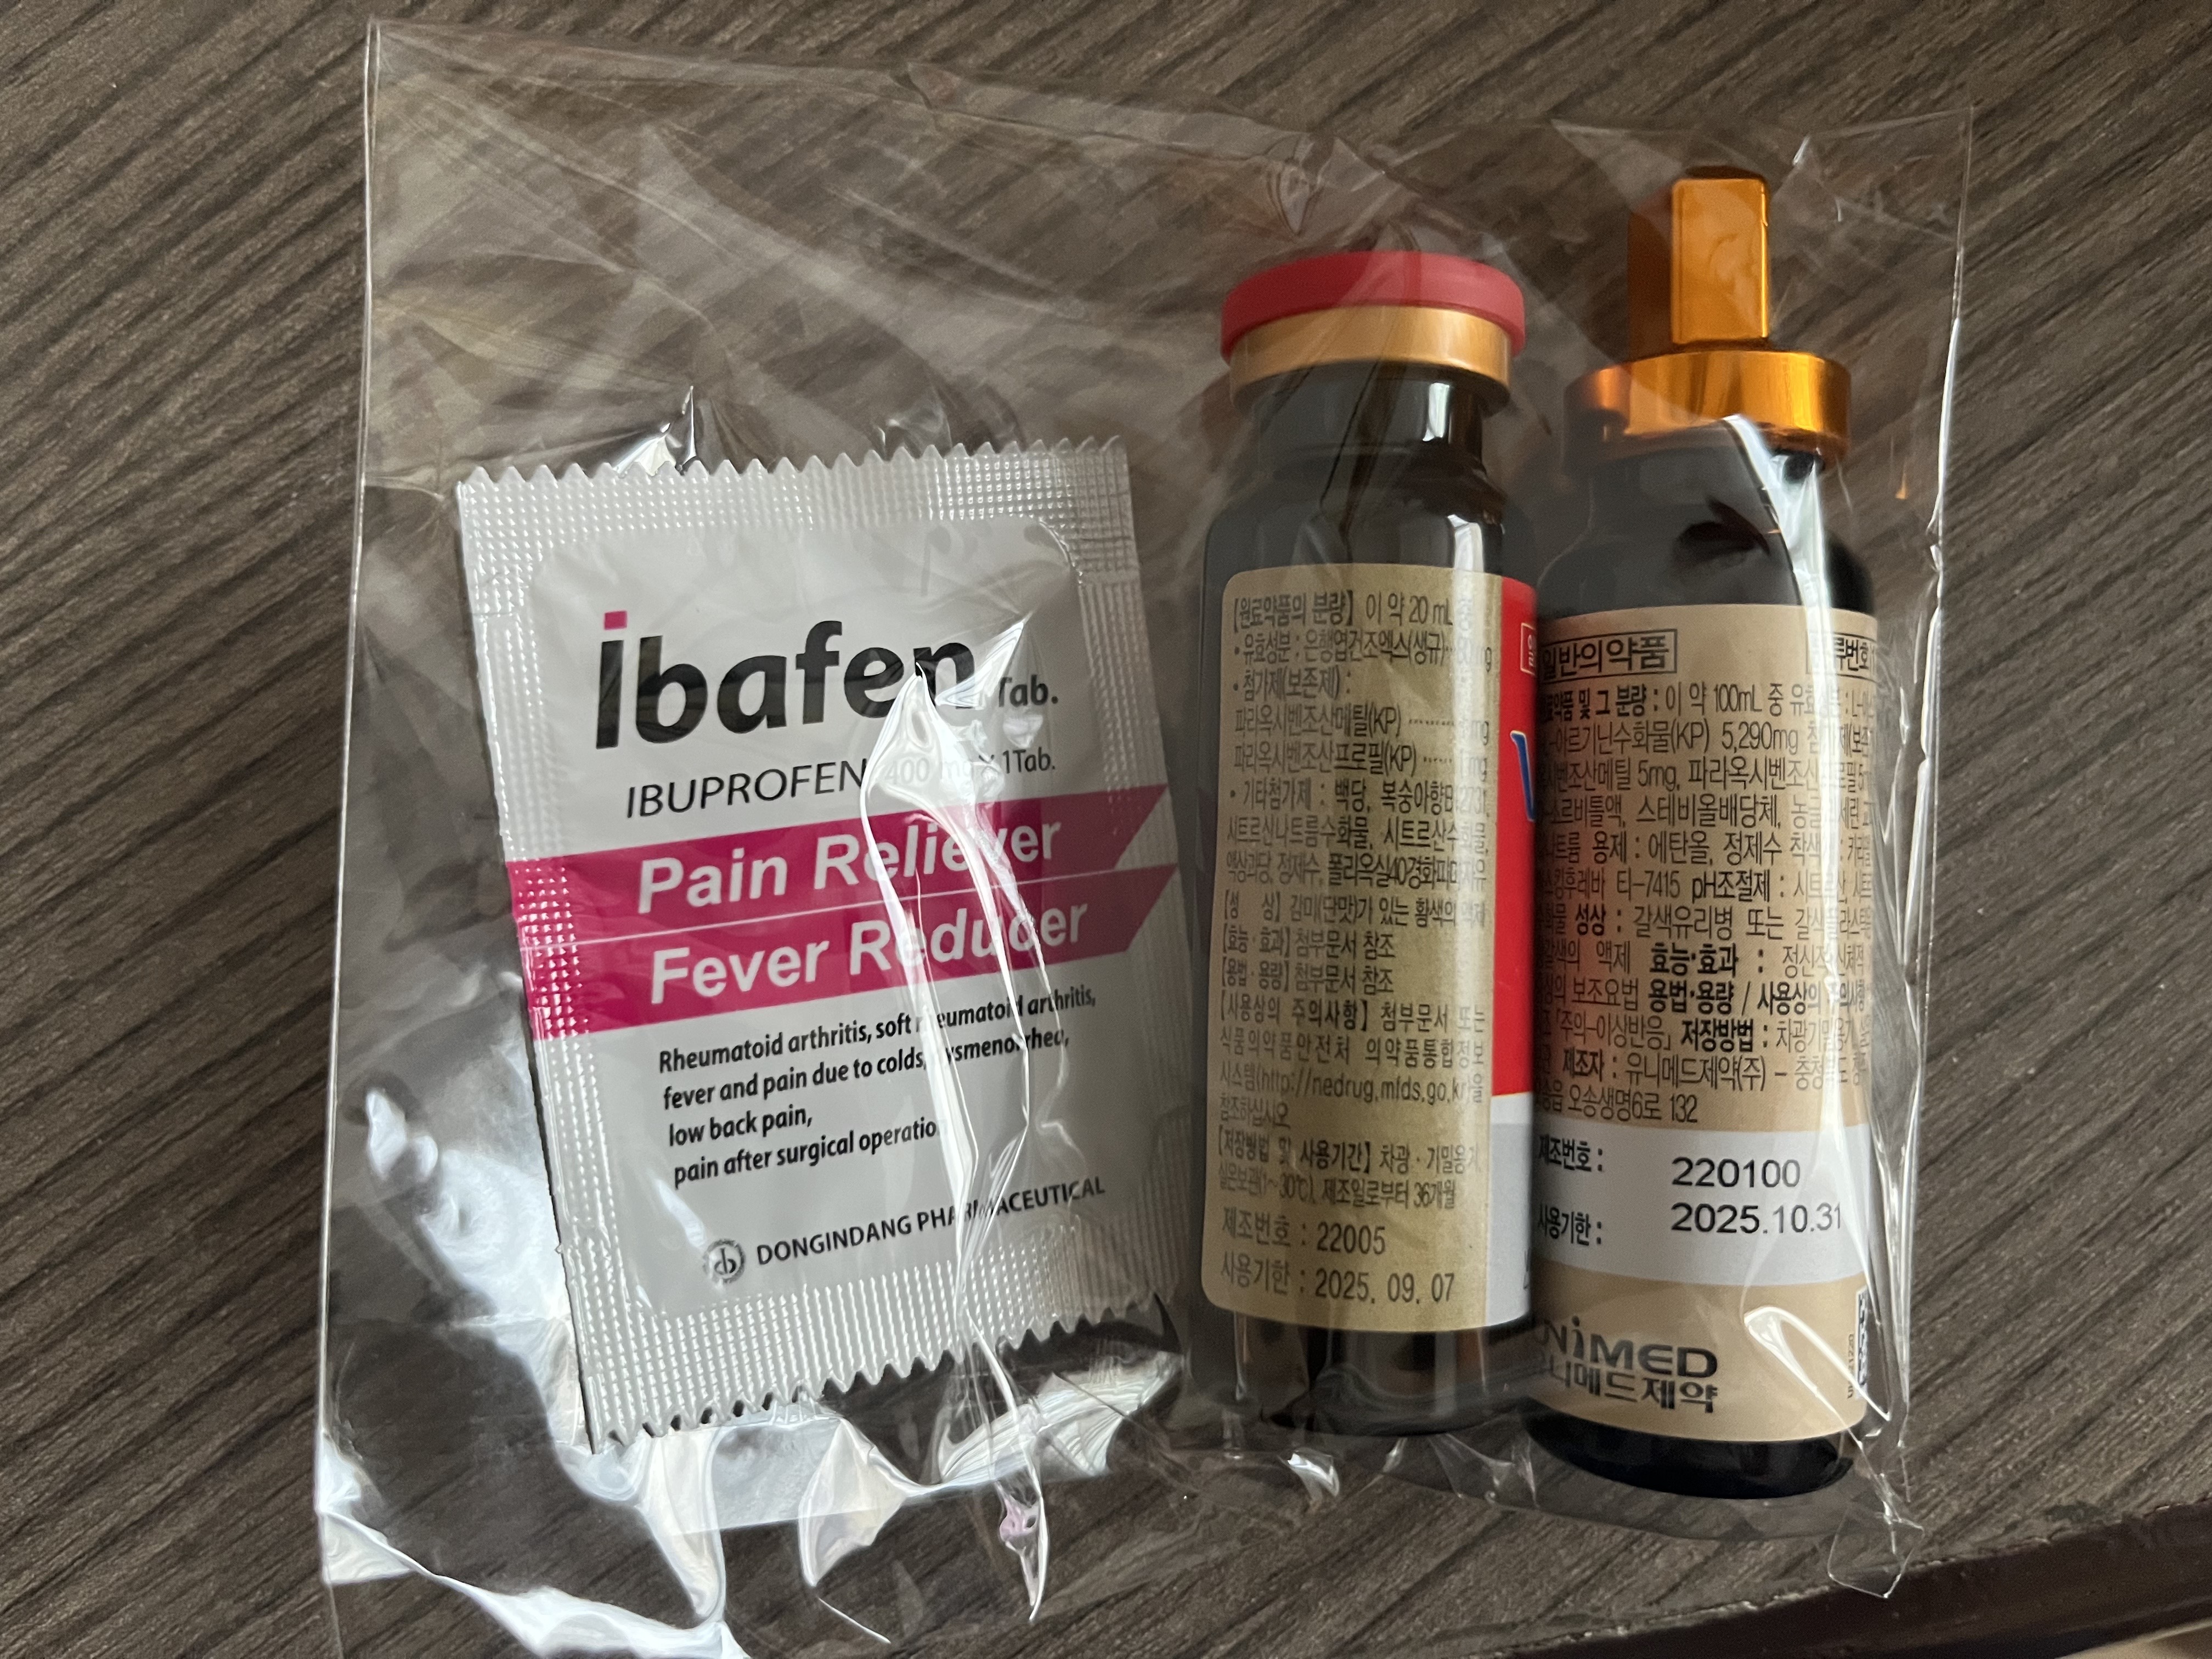 ibafen Tab.
IBUPROFEN 400 mg x 1Tab.
Pain Reliever
Fever Reducer
Rheumatoid arthritis, soft rheumatoid arthritis,
fever and pain due to colds, dysmenorrhea,
low back pain,
pain after surgical operation
DONGINDANG PHARMACEUTICAL
[원료약품의 분량] 이 약 20 mL 중
• 유효성분 : 은행엽건조엑스(생규)
• 첨가제(보존제) :
파라옥시벤조산메틸(KP)
파라옥시벤조산프로필(KP)
• 기타첨가제 : 백당, 복숭아향
시트르산나트륨수화물, 시트르산수화물,
액상과당, 정제수, 폴리옥실40경화피마자유
[성 상] 감미(단맛)가 있는 황색의 액제
[효능·효과] 첨부문서 참조
[용법·용량] 첨부문서 참조
[사용상의 주의사항] 첨부문서 또는
식품의약품안전처 의약품통합정보
시스템(http://nedrug.mfds.go.kr)을
참조하십시오
[저장방법 및 사용기간] 차광·기밀용기,
실온보관(1~30℃), 제조일로부터 36개월
제조번호 : 22005
사용기한 : 2025. 09. 07
일반의약품
원료약품 및 그 분량 : 이 약 100mL 중
아르기닌수화물(KP) 5,290mg
벤조산메틸 5mg, 파라옥시벤조산
소르비톨액, 스테비올배당체,
용제 : 에탄올, 정제수
티-7415 pH조절제 :
성상 : 갈색유리병 또는
갈색의 액제 효능·효과 :
보조요법 용법·용량 / 사용상의 주의사항
「주의-이상반응」 저장방법 : 차광기밀용기,
제조자 : 유니메드제약(주) - 충청북도
오송생명6로 132
제조번호 : 220100
사용기한 : 2025.10.31
UNIMED
유니메드제약